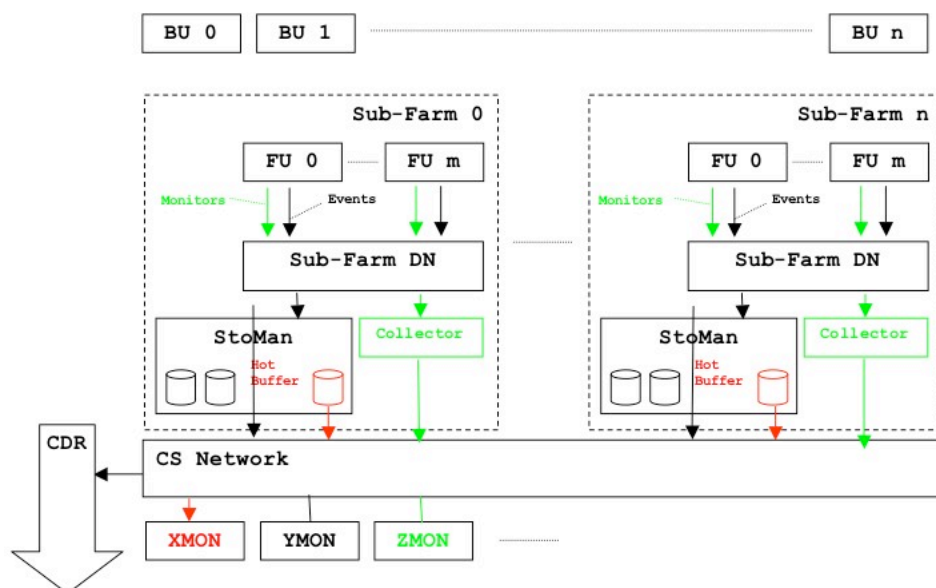 BU 0
BU 1
BU n
Sub-Farm 0
Sub-Farm n
FU 0
FU m
FU 0
FU m
Monitors
Events
Monitors
Events
Sub-Farm DN
Sub-Farm DN
StoMan
Collector
StoMan
Collector
Hot
Buffer
Hot
Buffer
CDR
CS Network
XMON
YMON
ZMON